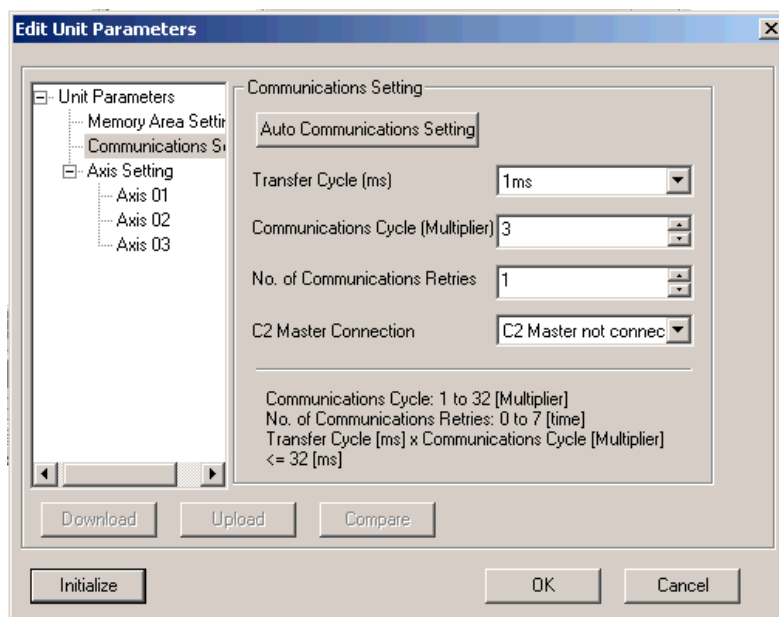 Edit Unit Parameters
Unit Parameters
Memory Area Settin
Communications Se
Axis Setting
Axis 01
Axis 02
Axis 03
Communications Setting
Auto Communications Setting
Transfer Cycle (ms)
1ms
Communications Cycle (Multiplier)
3
No. of Communications Retries
1
C2 Master Connection
C2 Master not connec
Communications Cycle: 1 to 32 [Multiplier]
No. of Communications Retries: 0 to 7 [time]
Transfer Cycle [ms] x Communications Cycle [Multiplier]
<= 32 [ms]
Download
Upload
Compare
Initialize
OK
Cancel